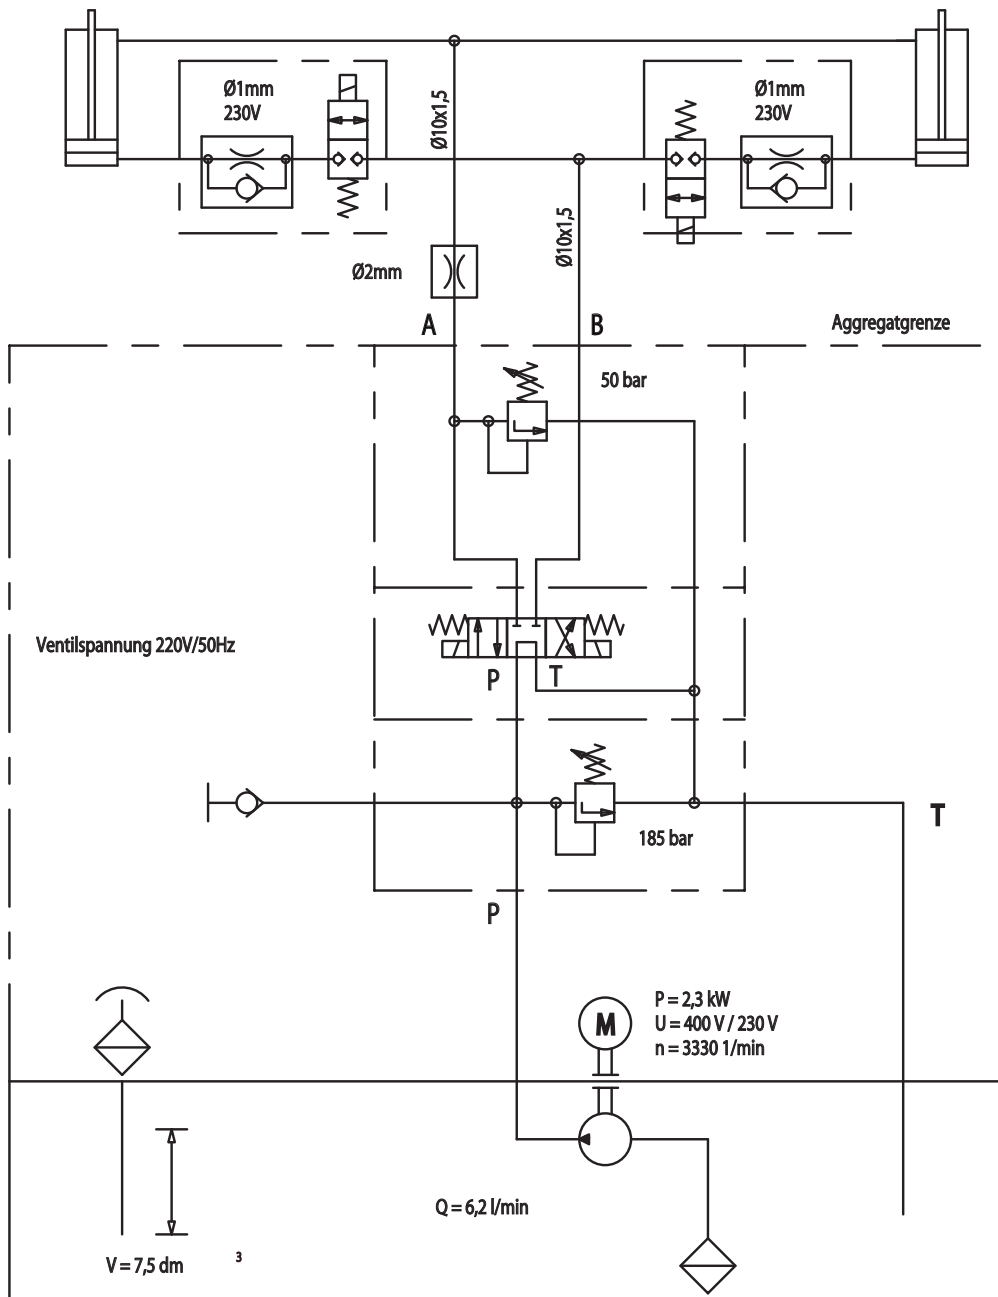 Ø1mm
230V
Ø10x1,5
Ø1mm
230V
Ø10x1,5
Ø2mm
A
B
Aggregatgrenze
50 bar
Ventilspannung 220V/50Hz
P
T
T
185 bar
P
M
P = 2,3 kW
U = 400 V / 230 V
n = 3330 1/min
Q = 6,2 l/min
V = 7,5 dm 3